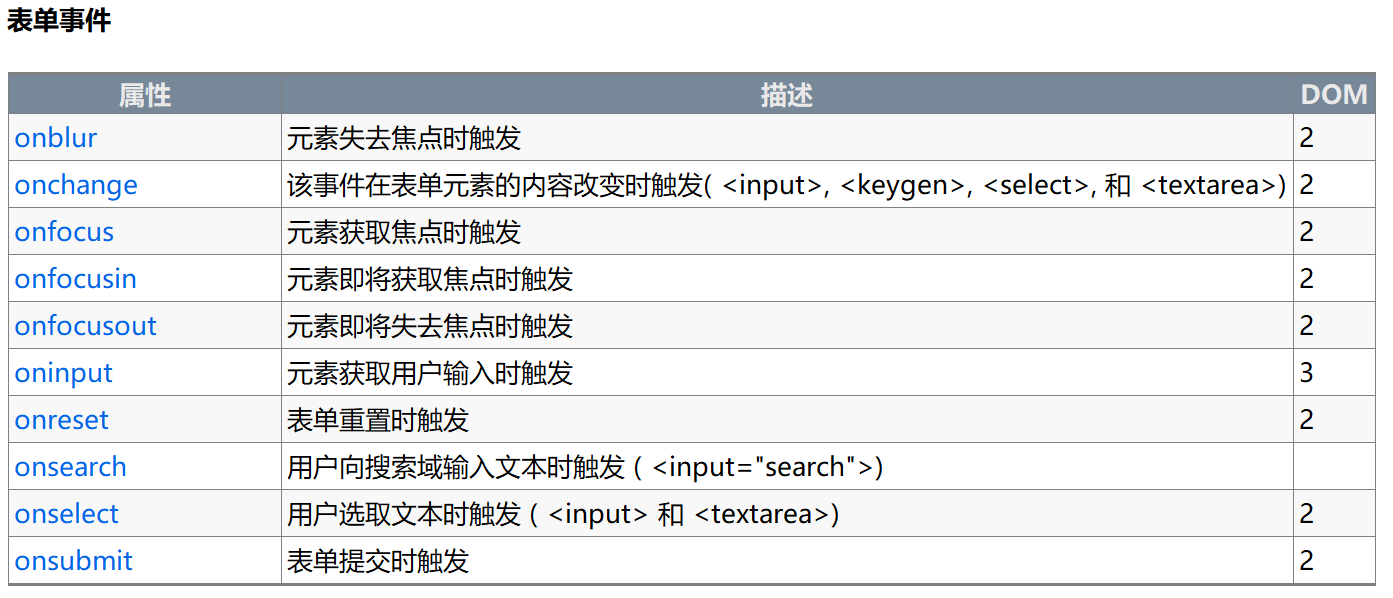 表单事件
属性 描述 DOM
onblur 元素失去焦点时触发 2
onchange 该事件在表单元素的内容改变时触发( <input>, <keygen>, <select>, 和 <textarea>) 2
onfocus 元素获取焦点时触发 2
onfocusin 元素即将获取焦点时触发 2
onfocusout 元素即将失去焦点时触发 2
oninput 元素获取用户输入时触发 3
onreset 表单重置时触发 2
onsearch 用户向搜索域输入文本时触发 ( <input="search">)
onselect 用户选取文本时触发 ( <input> 和 <textarea>) 2
onsubmit 表单提交时触发 2